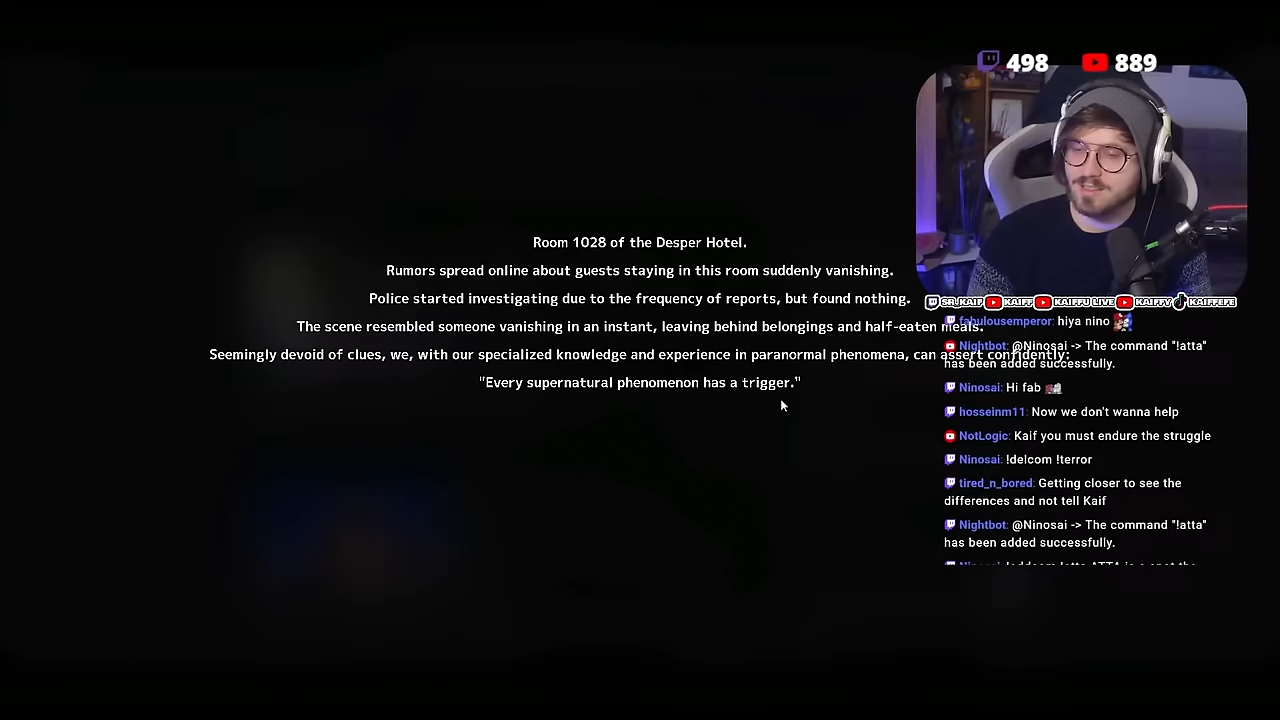 498 889
Room 1028 of the Desper Hotel.
Rumors spread online about guests staying in this room suddenly vanishing.
Police started investigating due to the frequency of reports, but found nothing.
The scene resembled someone vanishing in an instant, leaving behind belongings and half-eaten meals.
Seemingly devoid of clues, we, with our specialized knowledge and experience in paranormal phenomena, can assert confidently:
"Every supernatural phenomenon has a trigger."
SR_KAIF KAIFF KAIFFU LIVE KAIFFV KAIFFEFE
fabulousemperor: hiya nino
Nightbot: @Ninosai -> The command "!atta"
has been added successfully.
Ninosai: Hi fab
hosseinm11: Now we don't wanna help
NotLogic: Kaif you must endure the struggle
Ninosai: !delcom !terror
tired_n_bored: Getting closer to see the
differences and not tell Kaif
Nightbot: @Ninosai -> The command "!atta"
has been added successfully.